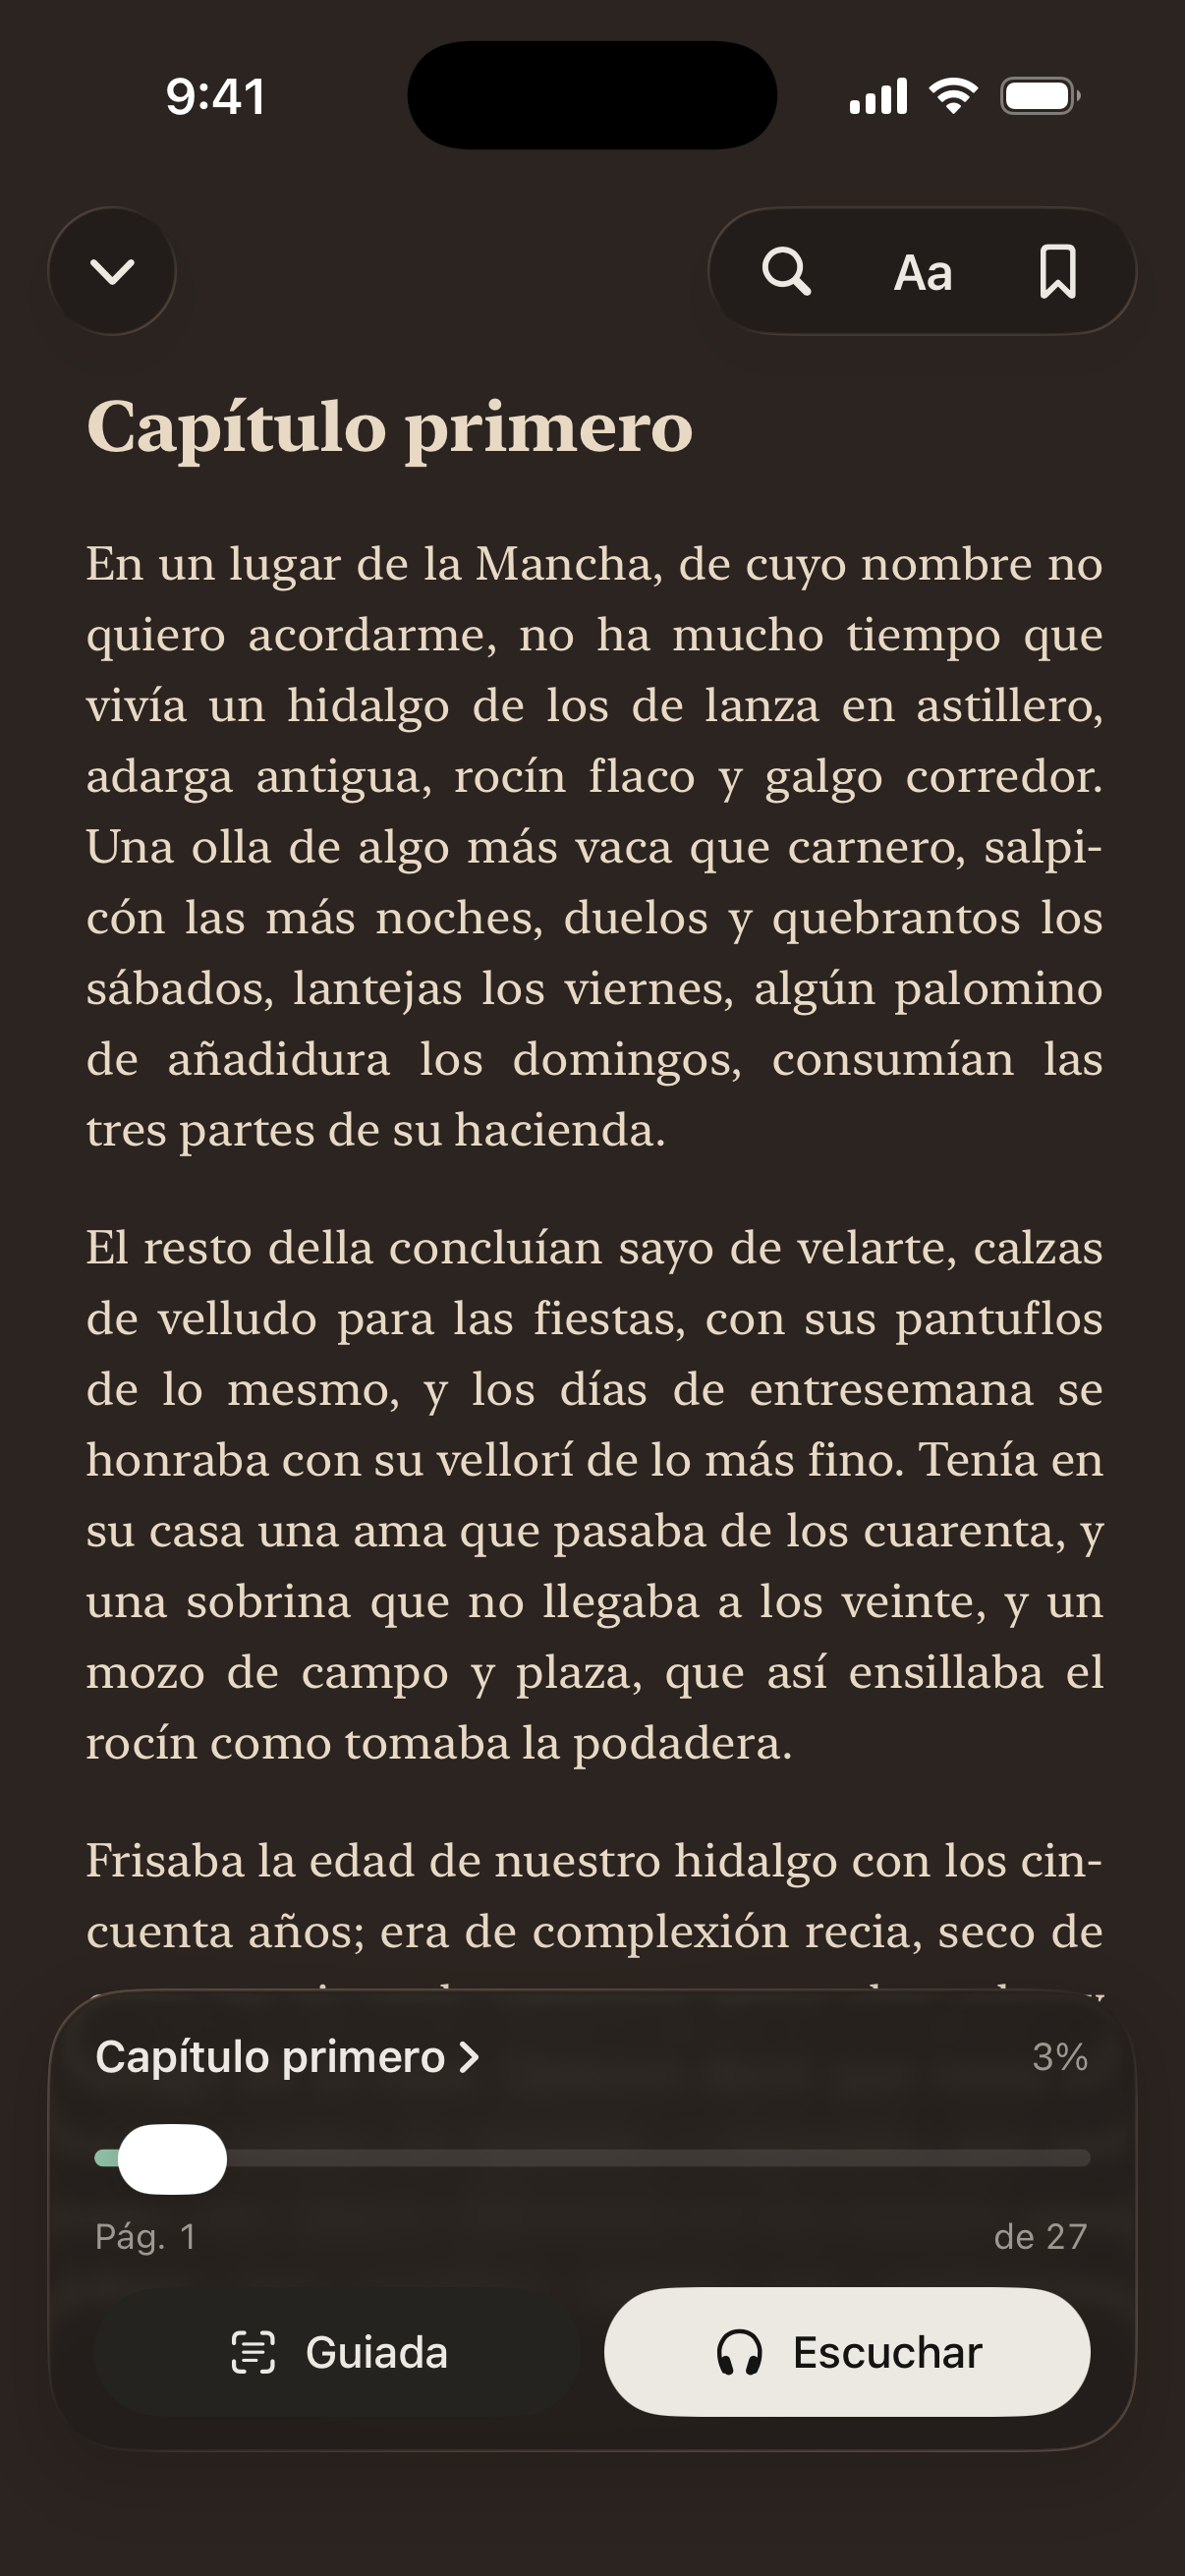 9:41
Aa
Capítulo primero
En un lugar de la Mancha, de cuyo nombre no
quiero acordarme, no ha mucho tiempo que
vivía un hidalgo de los de lanza en astillero,
adarga antigua, rocín flaco y galgo corredor.
Una olla de algo más vaca que carnero, salpi-
cón las más noches, duelos y quebrantos los
sábados, lantejas los viernes, algún palomino
de añadidura los domingos, consumían las
tres partes de su hacienda.
El resto della concluían sayo de velarte, calzas
de velludo para las fiestas, con sus pantuflos
de lo mesmo, y los días de entresemana se
honraba con su vellorí de lo más fino. Tenía en
su casa una ama que pasaba de los cuarenta, y
una sobrina que no llegaba a los veinte, y un
mozo de campo y plaza, que así ensillaba el
rocín como tomaba la podadera.
Frisaba la edad de nuestro hidalgo con los cin-
cuenta años; era de complexión recia, seco de
Capítulo primero
3%
Pág. 1
de 27
Guiada
Escuchar